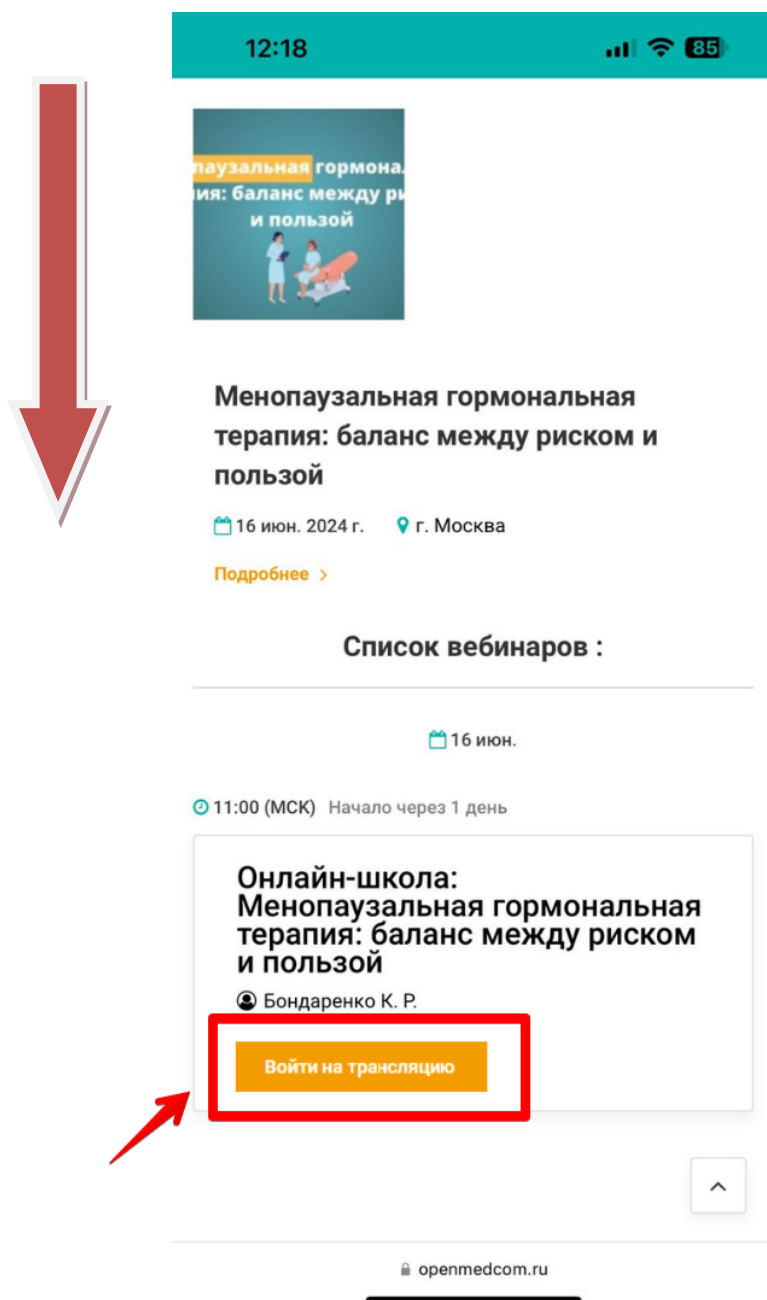 12:18
85
паузальная гормона
ия: баланс между ри
и пользой
Менопаузальная гормональная
терапия: баланс между риском и
пользой
16 июн. 2024 г. г. Москва
Подробнее >
Список вебинаров :
16 июн.
11:00 (МСК) Начало через 1 день
Онлайн-школа:
Менопаузальная гормональная
терапия: баланс между риском
и пользой
Бондаренко К. Р.
Войти на трансляцию
openmedcom.ru